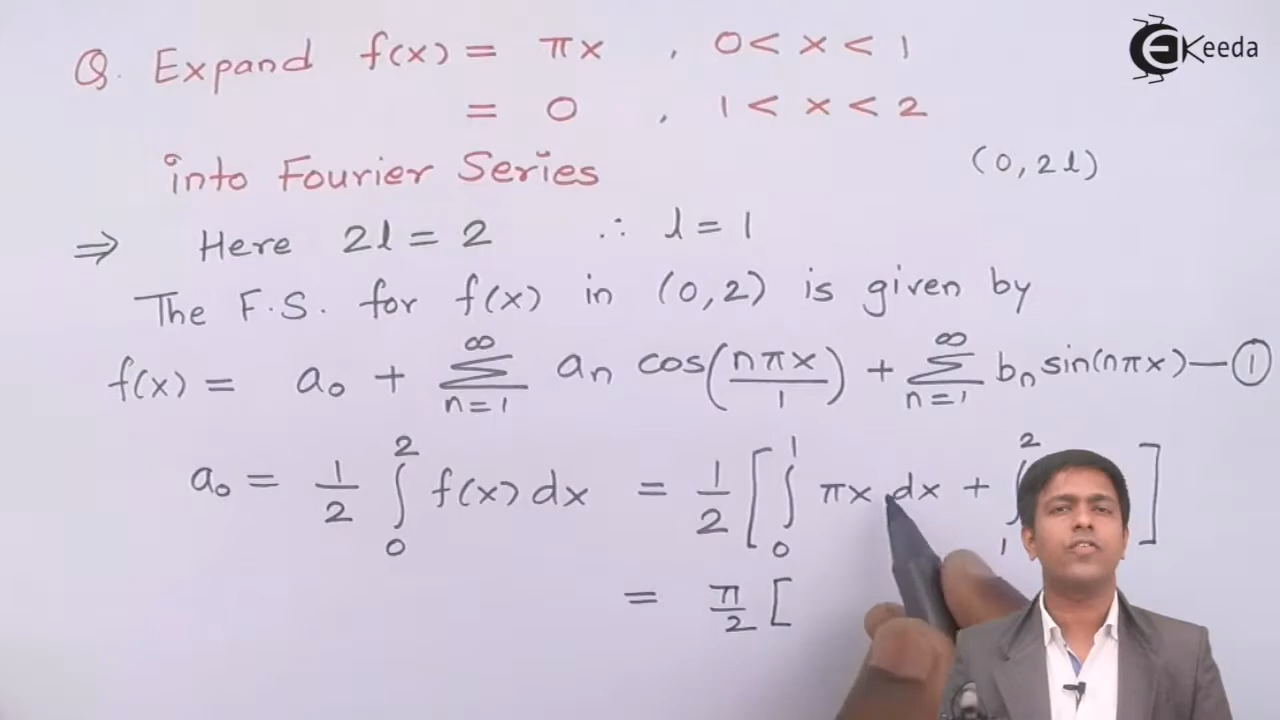 Keeda
Q. Expand f(x) = πx , 0 < x < 1
= 0 , 1 < x < 2
into Fourier Series
(0, 2l)
⇒ Here 2l = 2 ∴ l = 1
The F.S. for f(x) in (0,2) is given by
f(x) = a₀ + ∑_{n=1}^{∞} aₙ cos(nπx/1) + ∑_{n=1}^{∞} bₙ sin(nπx) — ①
a₀ = 1/2 ∫₀² f(x) dx = 1/2 [ ∫₀¹ πx dx + ∫₁² ]
= π/2 [